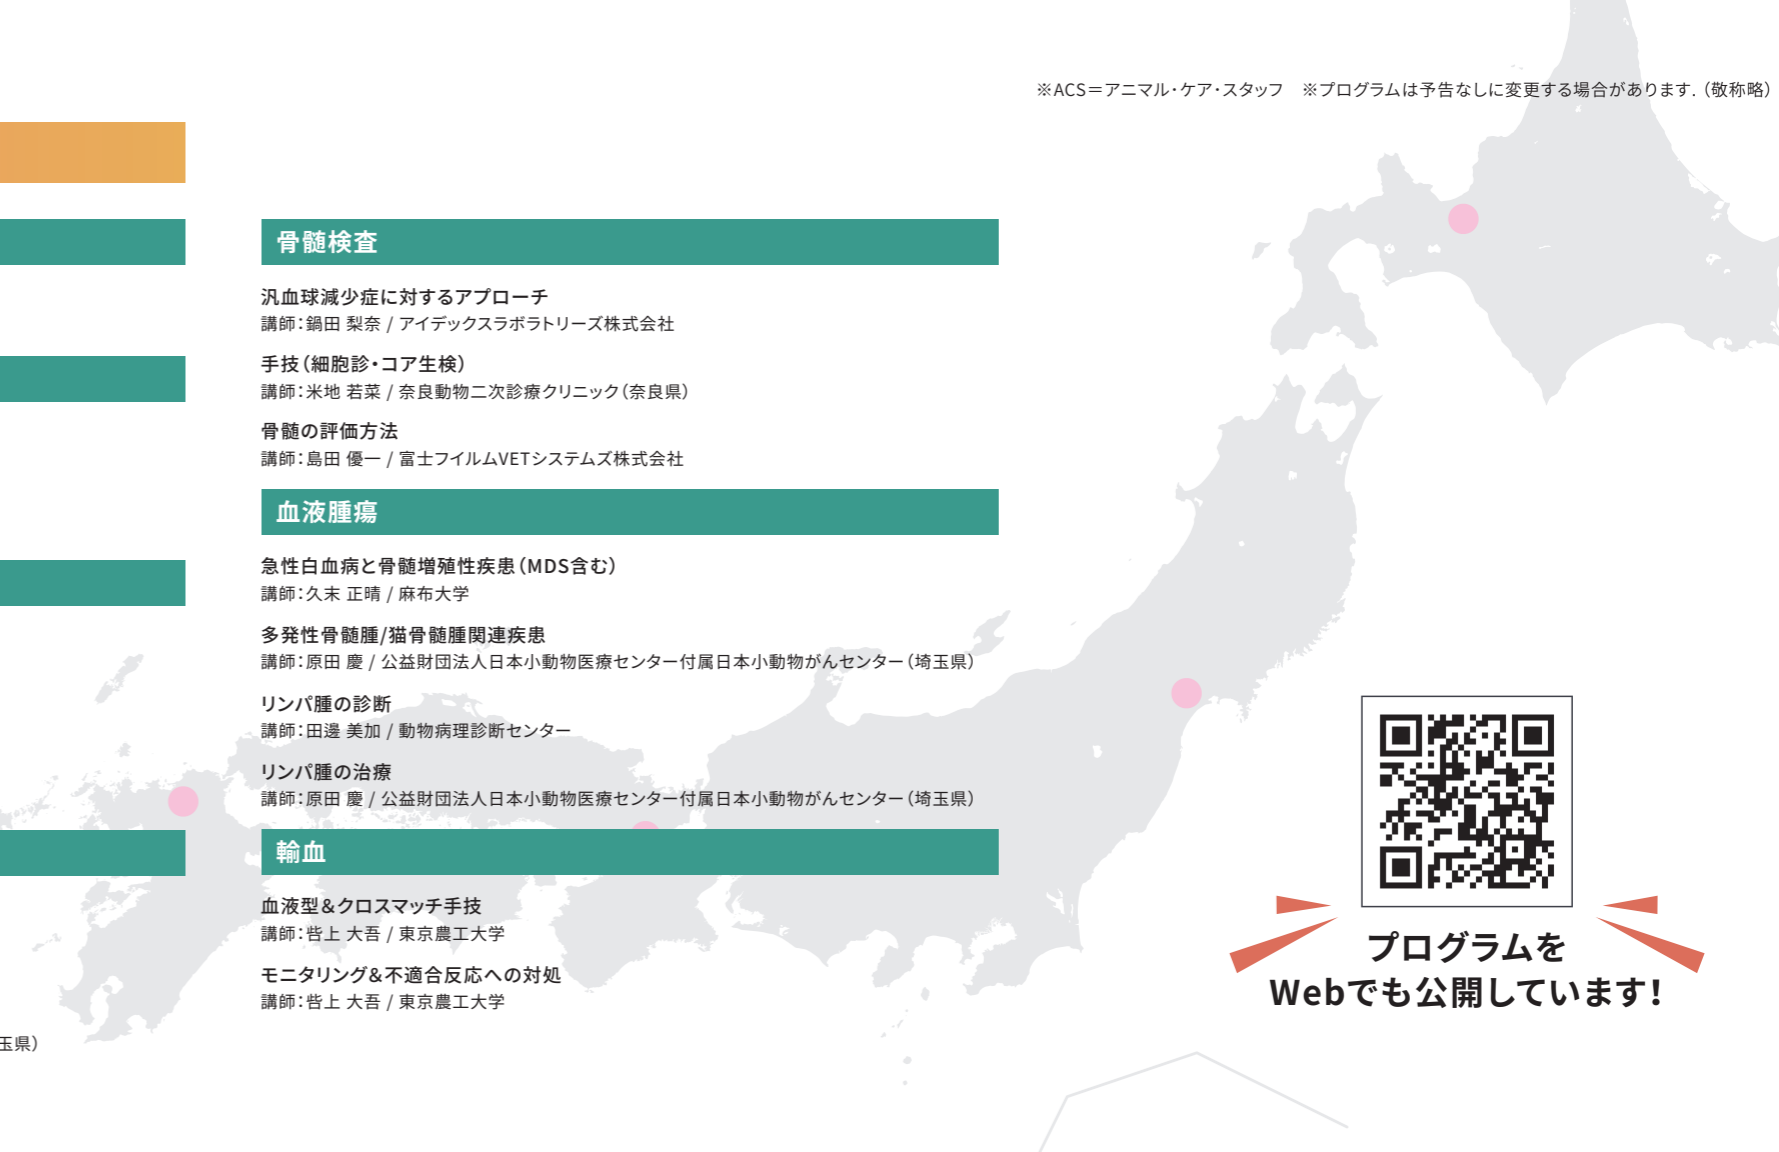 ※ACS＝アニマル・ケア・スタッフ　※プログラムは予告なしに変更する場合があります.（敬称略）
骨髄検査
汎血球減少症に対するアプローチ
講師：鍋田 梨奈 / アイデックスラボラトリーズ株式会社
手技（細胞診・コア生検）
講師：米地 若菜 / 奈良動物二次診療クリニック（奈良県）
骨髄の評価方法
講師：島田 優一 / 富士フイルムVETシステムズ株式会社
血液腫瘍
急性白血病と骨髄増殖性疾患（MDS含む）
講師：久末 正晴 / 麻布大学
多発性骨髄腫/猫骨髄腫関連疾患
講師：原田 慶 / 公益財団法人日本小動物医療センター付属日本小動物がんセンター（埼玉県）
リンパ腫の診断
講師：田邊 美加 / 動物病理診断センター
リンパ腫の治療
講師：原田 慶 / 公益財団法人日本小動物医療センター付属日本小動物がんセンター（埼玉県）
輸血
血液型＆クロスマッチ手技
講師：呰上 大吾 / 東京農工大学
モニタリング＆不適合反応への対処
講師：呰上 大吾 / 東京農工大学
玉県）
プログラムを
Webでも公開しています！